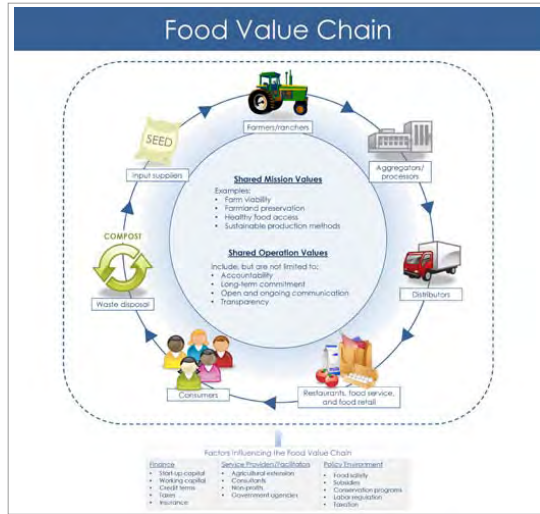 Food Value Chain
Farmers/ranchers
SEED
Input suppliers
Aggregators/
processors
Shared Mission Values
Examples:
• Farm viability
• Farmland preservation
• Healthy food access
• Sustainable production methods
COMPOST
Waste disposal
Shared Operation Values
Include, but are not limited to:
• Accountability
• Long-term commitment
• Open and ongoing communication
• Transparency
Distributors
Consumers
Restaurants, food service,
and food retail
Factors Influencing the Food Value Chain
Finance
• Start-up capital
• Working capital
• Credit terms
• Taxes
• Insurance
Service Providers/Facilitators
• Agricultural extension
• Consultants
• Non-profits
• Government agencies
Policy Environment
• Food safety
• Subsidies
• Conservation programs
• Labor regulation
• Taxation